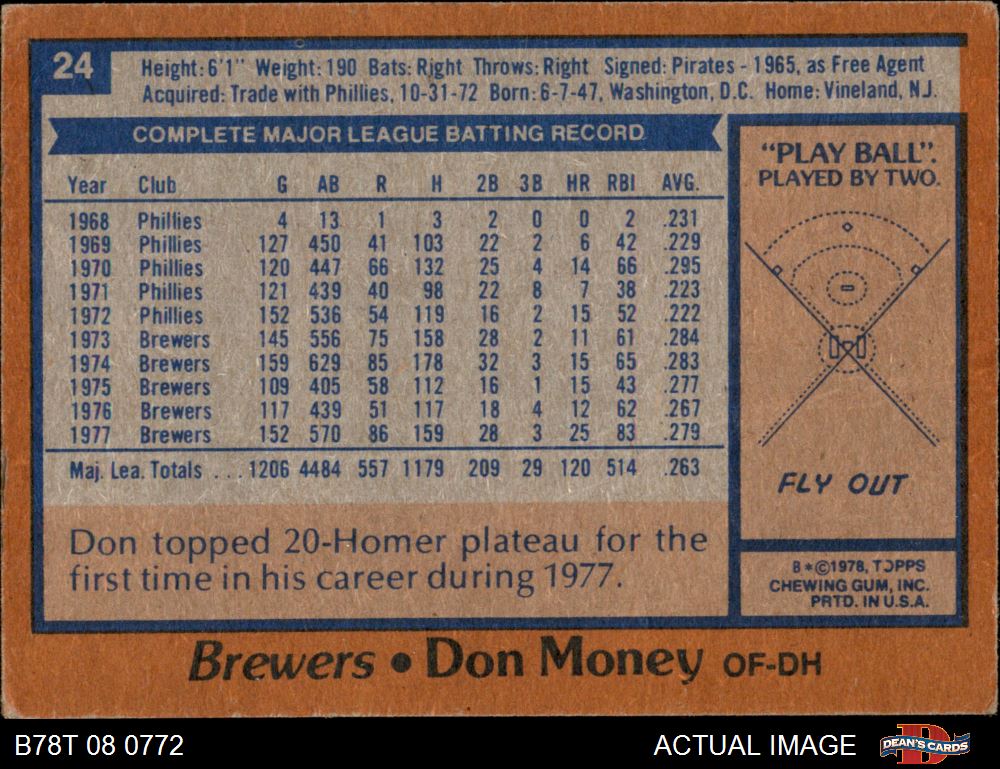 24
Height: 6'1" Weight: 190 Bats: Right Throws: Right Signed: Pirates - 1965, as Free Agent
Acquired: Trade with Phillies, 10-31-72 Born: 6-7-47, Washington, D.C. Home: Vineland, N.J.
COMPLETE MAJOR LEAGUE BATTING RECORD
Year Club G AB R H 2B 3B HR RBI AVG.
1968 Phillies 4 13 1 3 2 0 0 2 .231
1969 Phillies 127 450 41 103 22 2 6 42 .229
1970 Phillies 120 447 66 132 25 4 14 66 .295
1971 Phillies 121 439 40 98 22 8 7 38 .223
1972 Phillies 152 536 54 119 16 2 15 52 .222
1973 Brewers 145 556 75 158 28 2 11 61 .284
1974 Brewers 159 629 85 178 32 3 15 65 .283
1975 Brewers 109 405 58 112 16 1 15 43 .277
1976 Brewers 117 439 51 117 18 4 12 62 .267
1977 Brewers 152 570 86 159 28 3 25 83 .279
Maj. Lea. Totals ... 1206 4484 557 1179 209 29 120 514 .263
Don topped 20-Homer plateau for the
first time in his career during 1977.
"PLAY BALL".
PLAYED BY TWO.
FLY OUT
B*©1978, TOPPS
CHEWING GUM, INC.
PRTD. IN U.S.A.
Brewers • Don Money OF-DH
B78T 08 0772
ACTUAL IMAGE
DEAN'S CARDS